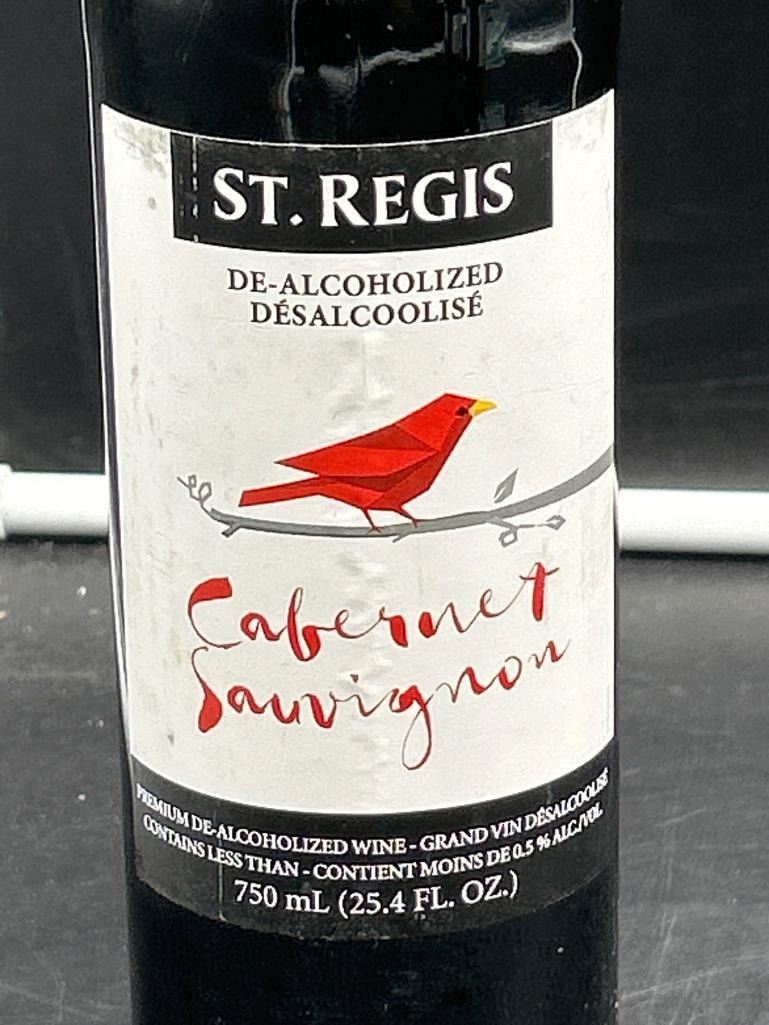 ST. REGIS
DE-ALCOHOLIZED
DÉSALCOOLISÉ
Cabernet
Sauvignon
PREMIUM DE-ALCOHOLIZED WINE - GRAND VIN DÉSALCOOLISÉ
CONTAINS LESS THAN - CONTIENT MOINS DE 0.5 % ALC./VOL.
750 mL (25.4 FL. OZ.)